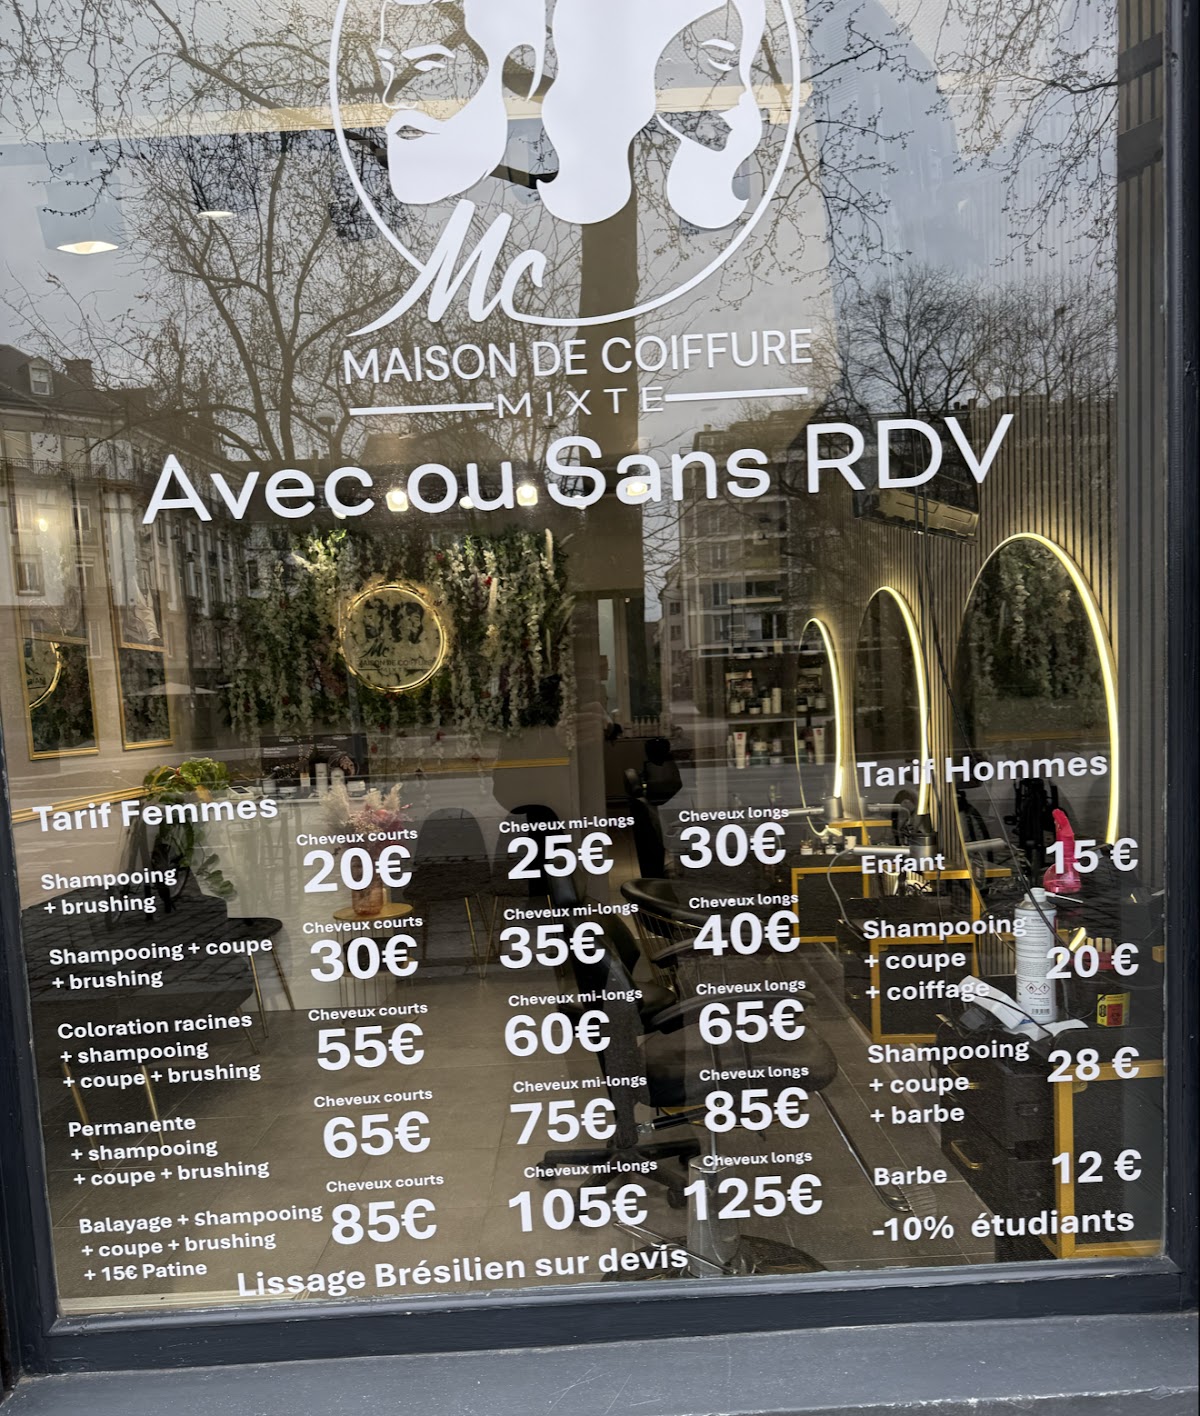 Mc
MAISON DE COIFFURE
MIXTE
Avec ou Sans RDV
Mc
MAISON DE COIFFURE
Tarif Femmes
Shampooing
+ brushing
Cheveux courts
20€
Cheveux mi-longs
25€
Cheveux longs
30€
Shampooing + coupe
+ brushing
Cheveux courts
30€
Cheveux mi-longs
35€
Cheveux longs
40€
Coloration racines
+ shampooing
+ coupe + brushing
Cheveux courts
55€
Cheveux mi-longs
60€
Cheveux longs
65€
Permanente
+ shampooing
+ coupe + brushing
Cheveux courts
65€
Cheveux mi-longs
75€
Cheveux longs
85€
Balayage + Shampooing
+ coupe + brushing
+ 15€ Patine
Cheveux courts
85€
Cheveux mi-longs
105€
Cheveux longs
125€
Lissage Brésilien sur devis
Tarif Hommes
Enfant
15 €
Shampooing
+ coupe
+ coiffage
20 €
Shampooing
+ coupe
+ barbe
28 €
Barbe
12 €
-10% étudiants